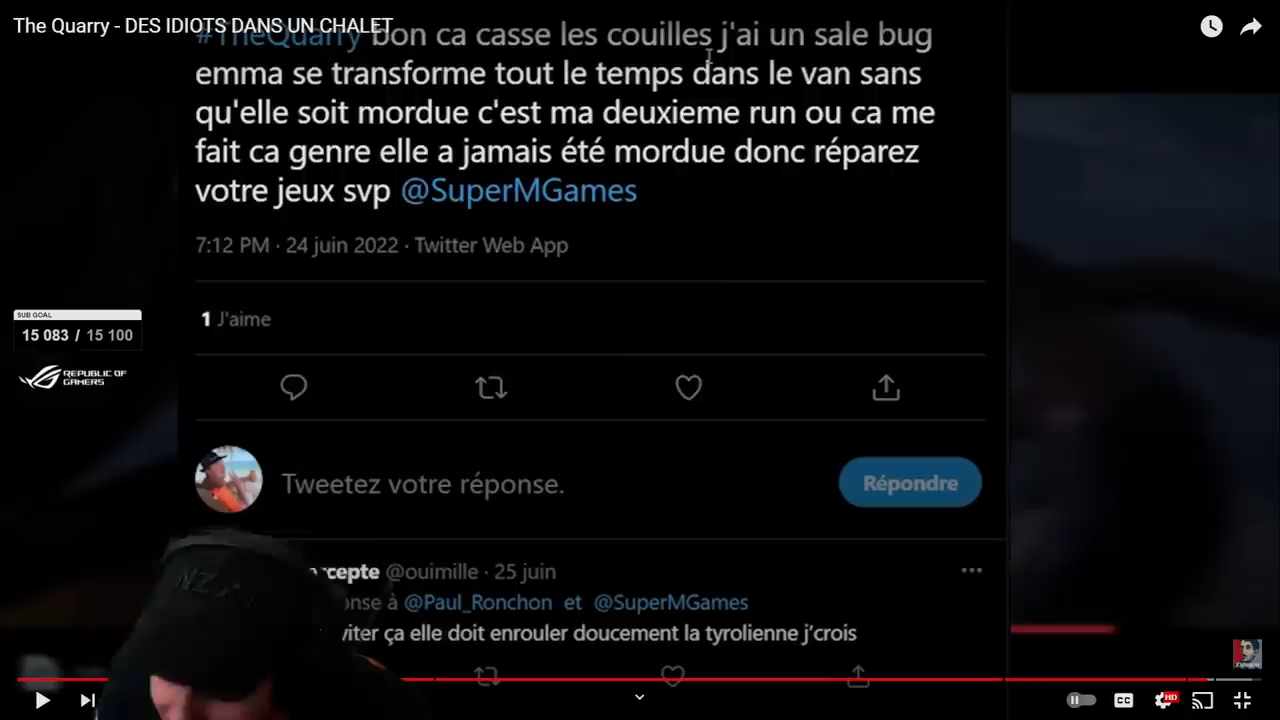 The Quarry - DES IDIOTS DANS UN CHALET
#TheQuarry bon ca casse les couilles j'ai un sale bug
emma se transforme tout le temps dans le van sans
qu'elle soit mordue c'est ma deuxieme run ou ca me
fait ca genre elle a jamais été mordue donc réparez
votre jeux svp @SuperMGames
7:12 PM · 24 juin 2022 · Twitter Web App
SUB GOAL
15 083 / 15 100
1 J'aime
REPUBLIC OF
GAMERS
Tweetez votre réponse.
Répondre
cepte @ouimille · 25 juin
onse à @Paul_Ronchon et @SuperMGames
viter ça elle doit enrouler doucement la tyrolienne j'crois
CC
HD